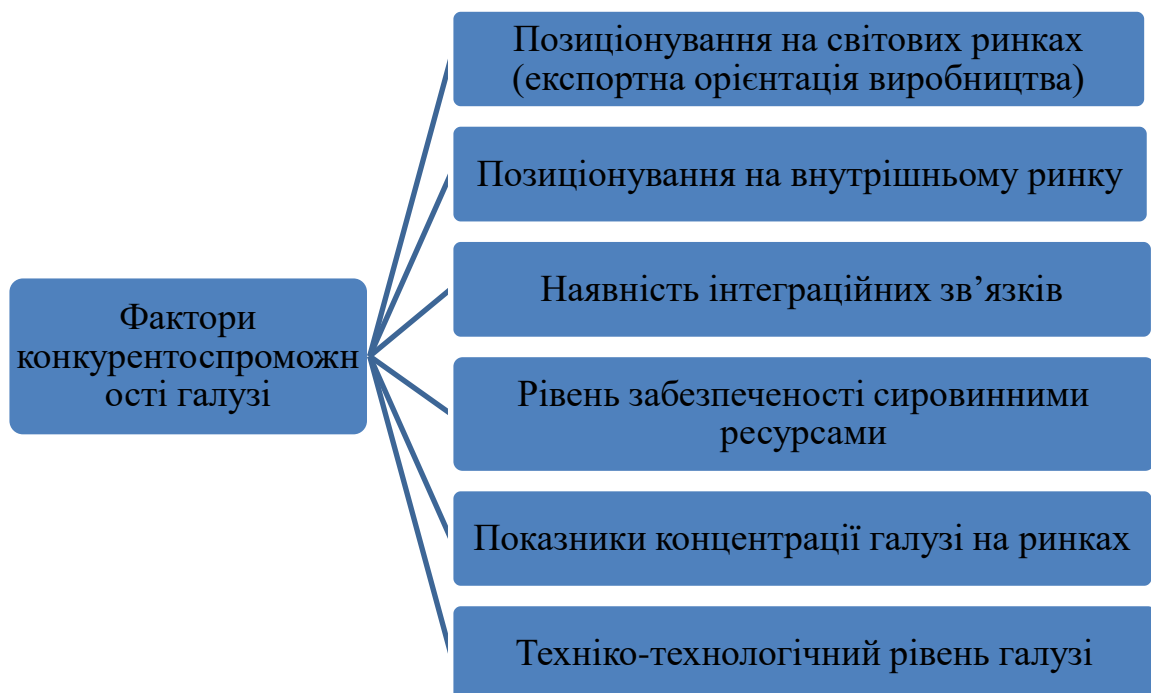 Фактори
конкурентоспроможн
ості галузі
Позиціонування на світових ринках
(експортна орієнтація виробництва)
Позиціонування на внутрішньому ринку
Наявність інтеграційних зв’язків
Рівень забезпеченості сировинними
ресурсами
Показники концентрації галузі на ринках
Техніко-технологічний рівень галузі